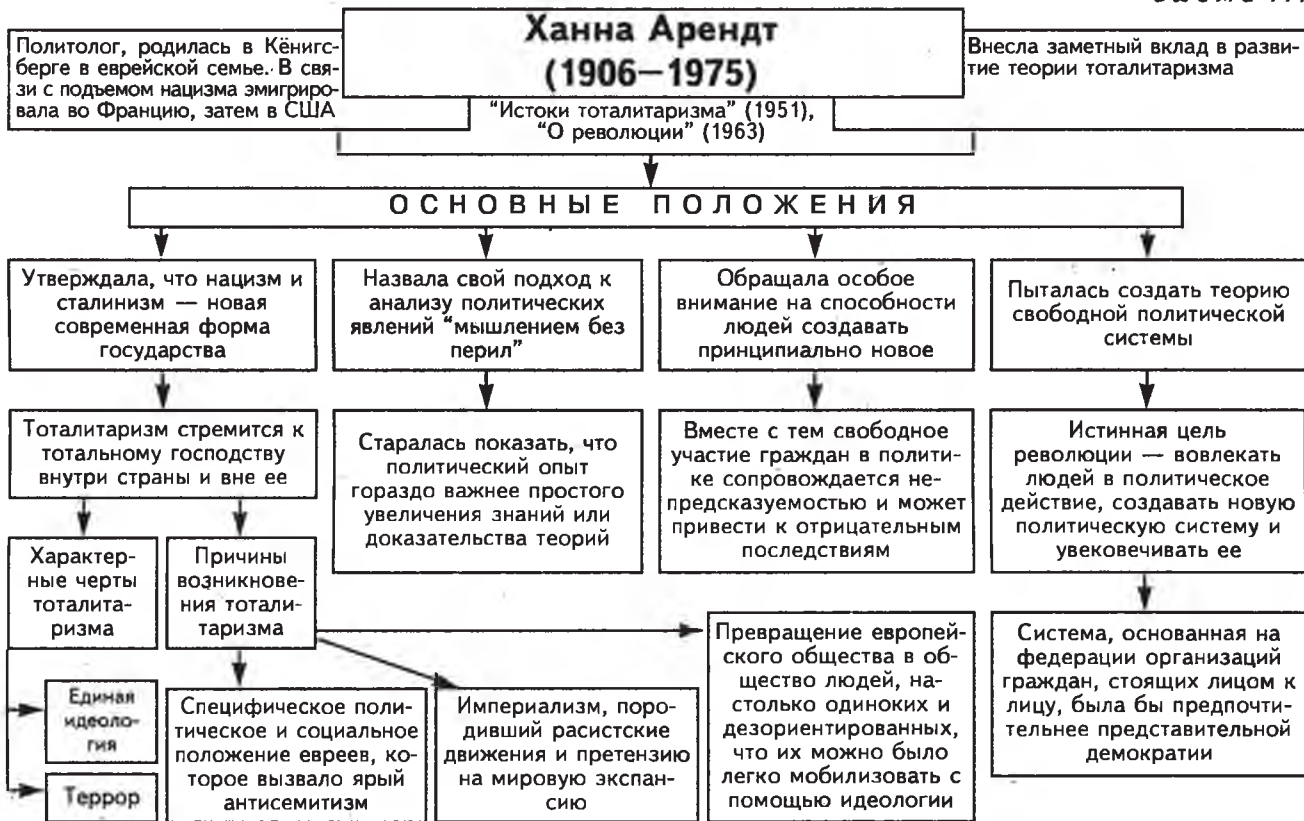 Ханна Арендт
(1906—1975)
Политолог, родилась в Кёнигс-
берге в еврейской семье. В свя-
зи с подъемом нацизма эмигриро-
вала во Францию, затем в США
"Истоки тоталитаризма" (1951),
"О революции" (1963)
Внесла заметный вклад в разви-
тие теории тоталитаризма
ОСНОВНЫЕ ПОЛОЖЕНИЯ
Утверждала, что нацизм и
сталинизм — новая
современная форма
государства
Назвала свой подход к
анализу политических
явлений "мышлением без
перил"
Обращала особое
внимание на способности
людей создавать
принципиально новое
Пыталась создать теорию
свободной политической
системы
Тоталитаризм стремится к
тотальному господству
внутри страны и вне ее
Старалась показать, что
политический опыт
гораздо важнее простого
увеличения знаний или
доказательства теорий
Вместе с тем свободное
участие граждан в полити-
ке сопровождается не-
предсказуемостью и может
привести к отрицательным
последствиям
Истинная цель
революции — вовлекать
людей в политическое
действие, создавать новую
политическую систему и
увековечивать ее
Характер-
ные черты
тоталита-
ризма
Причины
возникнове-
ния тотали-
таризма
Единая
идеоло-
гия
Террор
Специфическое поли-
тическое и социальное
положение евреев, ко-
торое вызвало ярый
антисемитизм
Империализм, поро-
дивший расистские
движения и претензию
на мировую экспан-
сию
Превращение европей-
ского общества в об-
щество людей, на-
столько одиноких и
дезориентированных,
что их можно было
легко мобилизовать с
помощью идеологии
Система, основанная на
федерации организаций
граждан, стоящих лицом к
лицу, была бы предпочти-
тельнее представительной
демократии